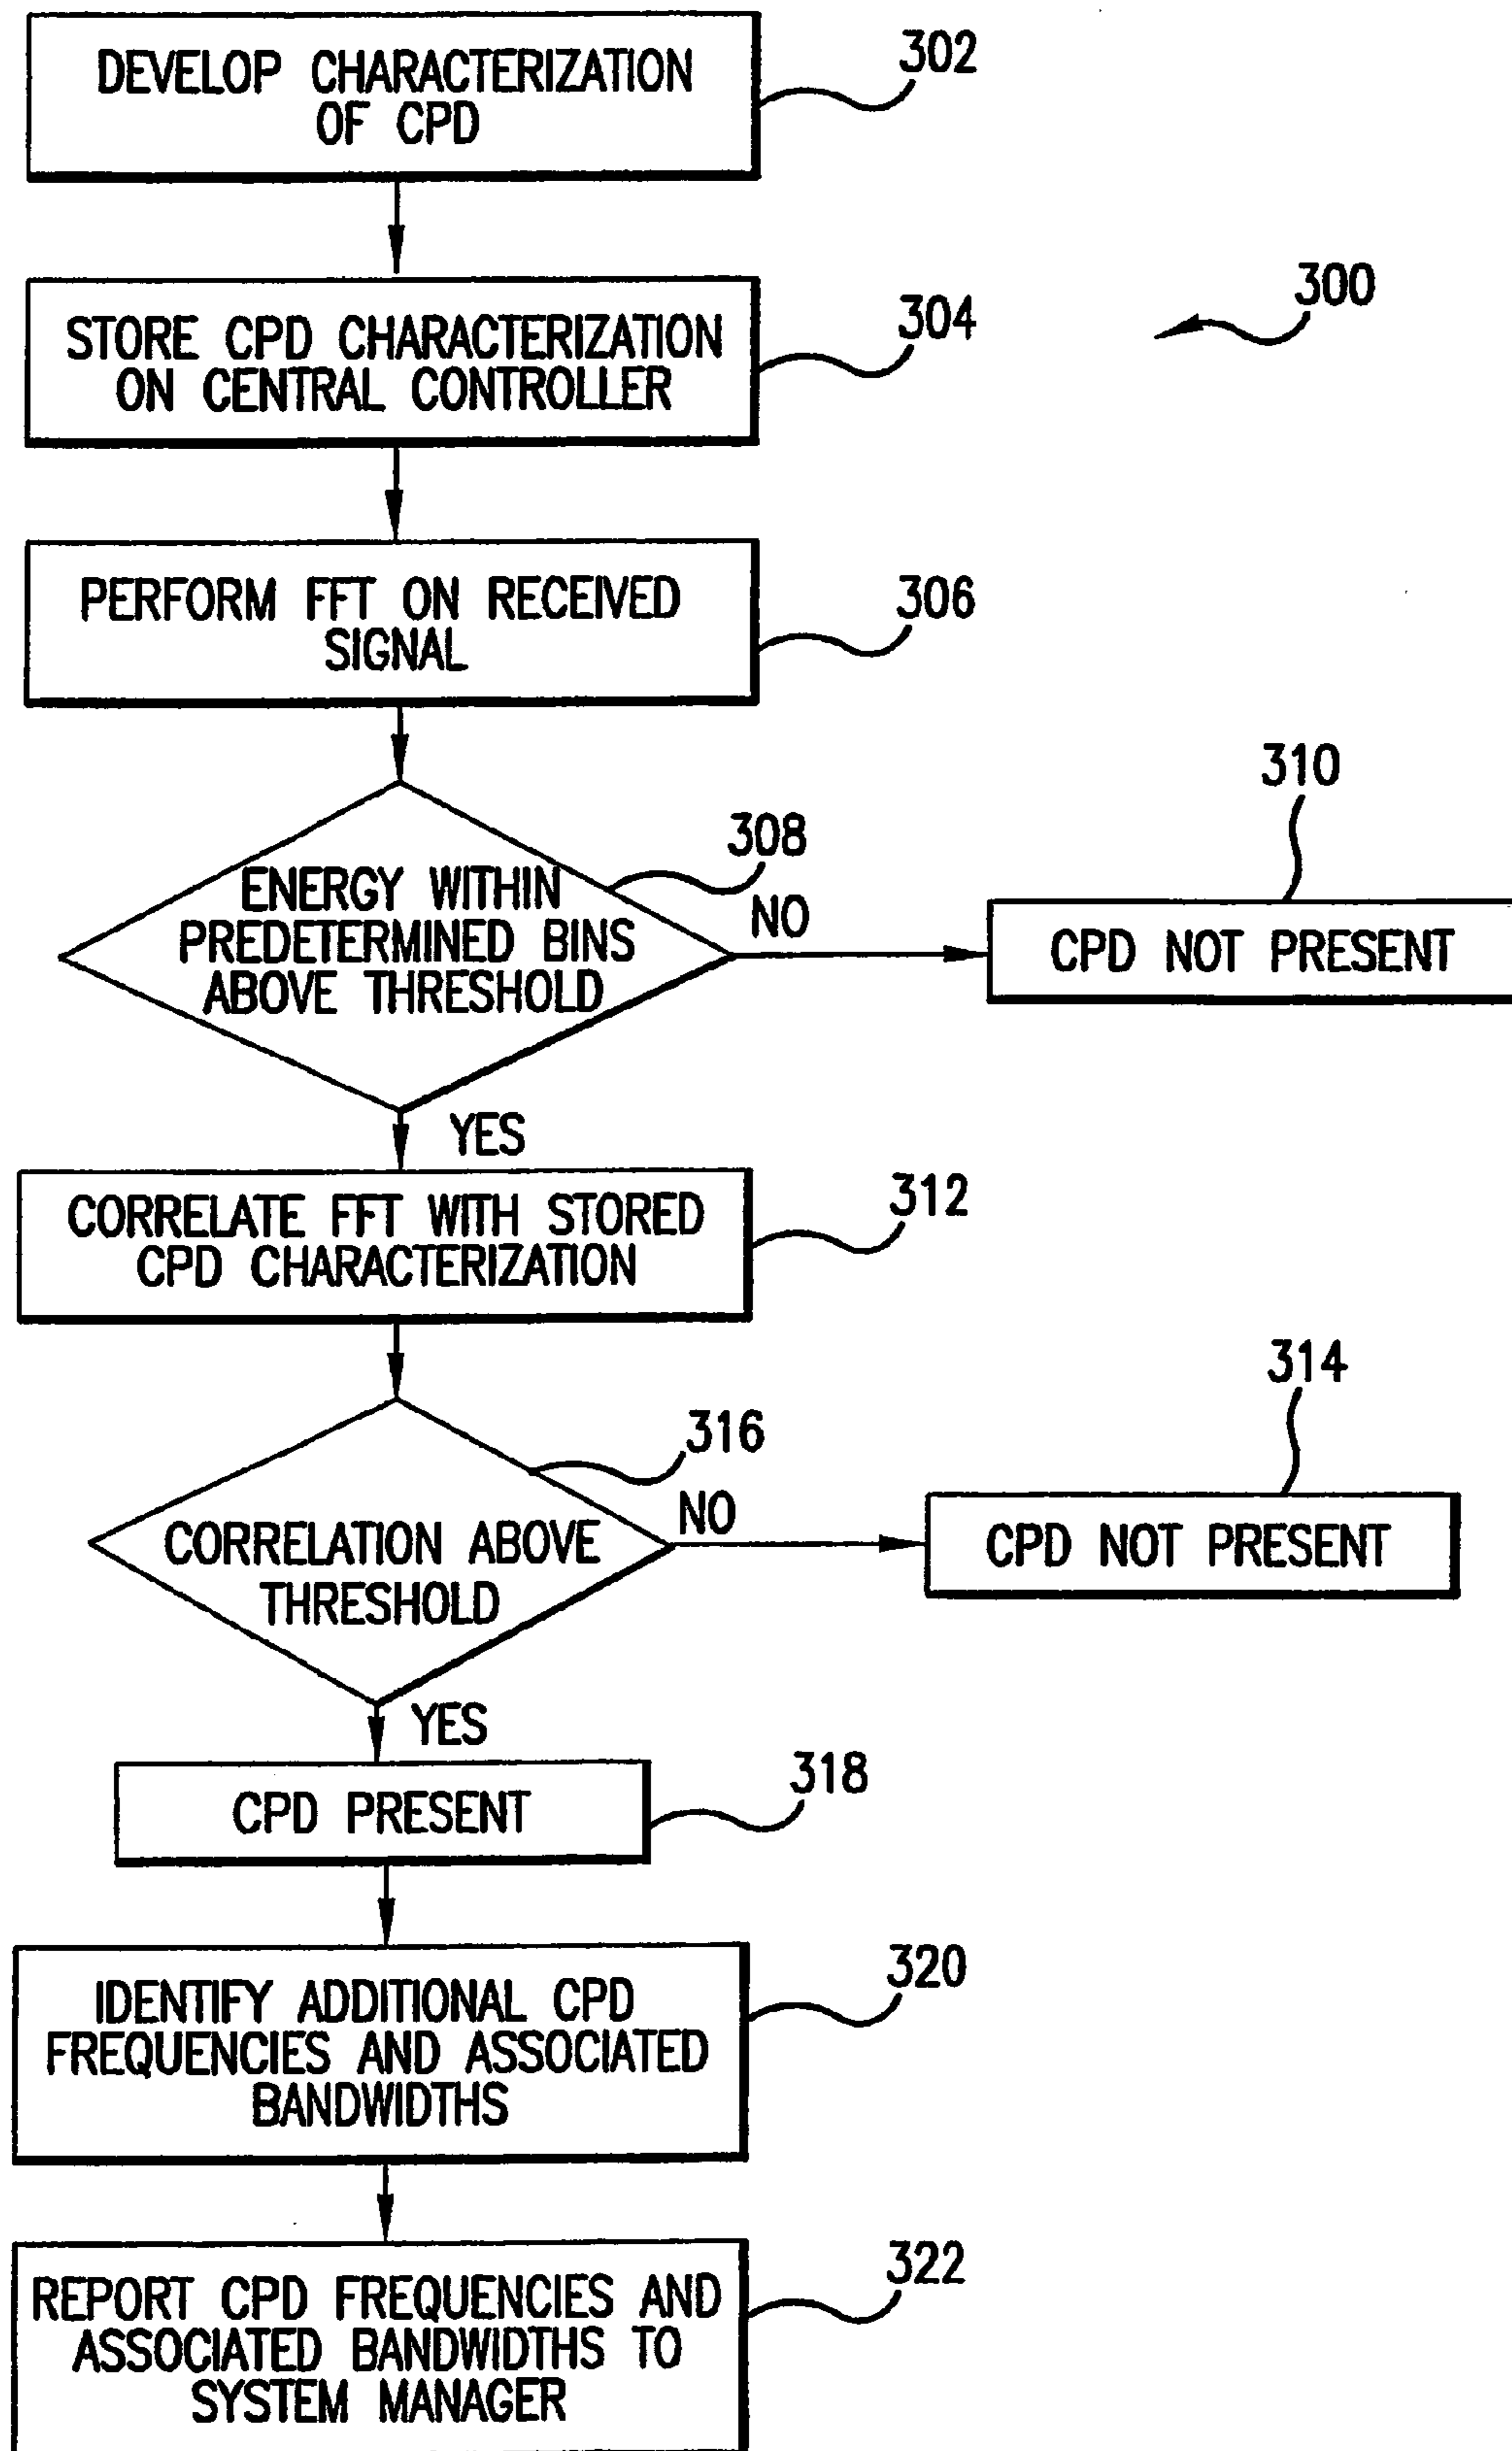 DEVELOP CHARACTERIZATION
OF CPD
302
STORE CPD CHARACTERIZATION
ON CENTRAL CONTROLLER
304
300
PERFORM FFT ON RECEIVED
SIGNAL
306
ENERGY WITHIN
PREDETERMINED BINS
ABOVE THRESHOLD
308
NO
310
CPD NOT PRESENT
YES
CORRELATE FFT WITH STORED
CPD CHARACTERIZATION
312
CORRELATION ABOVE
THRESHOLD
316
NO
314
CPD NOT PRESENT
YES
CPD PRESENT
318
IDENTIFY ADDITIONAL CPD
FREQUENCIES AND ASSOCIATED
BANDWIDTHS
320
REPORT CPD FREQUENCIES AND
ASSOCIATED BANDWIDTHS TO
SYSTEM MANAGER
322